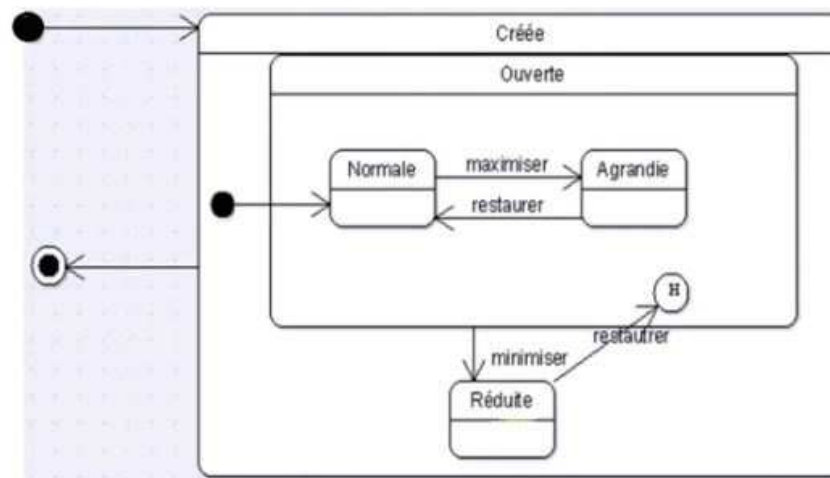 Créée
Ouverte
Normale
maximiser
Agrandie
restaurer
H
restautrer
minimiser
Réduite